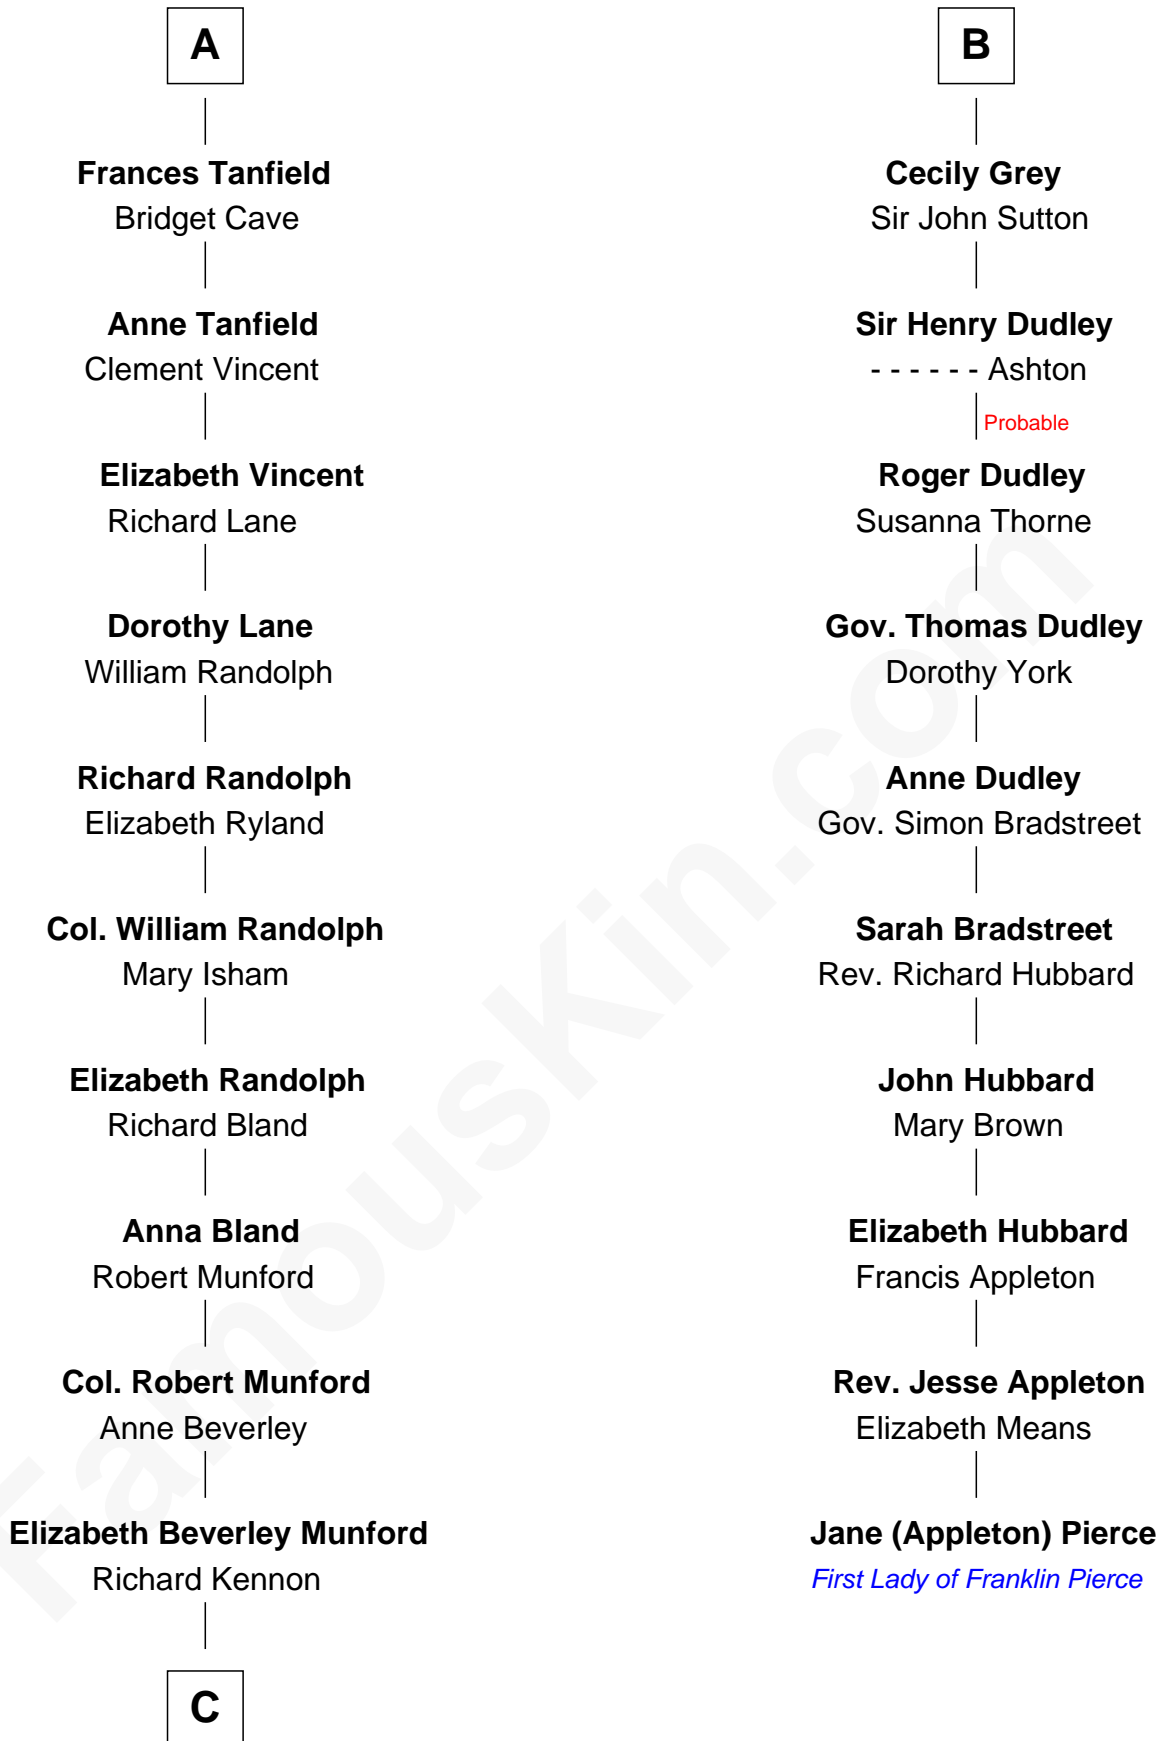 A
Frances Tanfield
Bridget Cave
Anne Tanfield
Clement Vincent
Elizabeth Vincent
Richard Lane
Dorothy Lane
William Randolph
Richard Randolph
Elizabeth Ryland
Col. William Randolph
Mary Isham
Elizabeth Randolph
Richard Bland
Anna Bland
Robert Munford
Col. Robert Munford
Anne Beverley
Elizabeth Beverley Munford
Richard Kennon
C
B
Cecily Grey
Sir John Sutton
Sir Henry Dudley
- - - - - - Ashton
Probable
Roger Dudley
Susanna Thorne
Gov. Thomas Dudley
Dorothy York
Anne Dudley
Gov. Simon Bradstreet
Sarah Bradstreet
Rev. Richard Hubbard
John Hubbard
Mary Brown
Elizabeth Hubbard
Francis Appleton
Rev. Jesse Appleton
Elizabeth Means
Jane (Appleton) Pierce
First Lady of Franklin Pierce
FamousKin.com